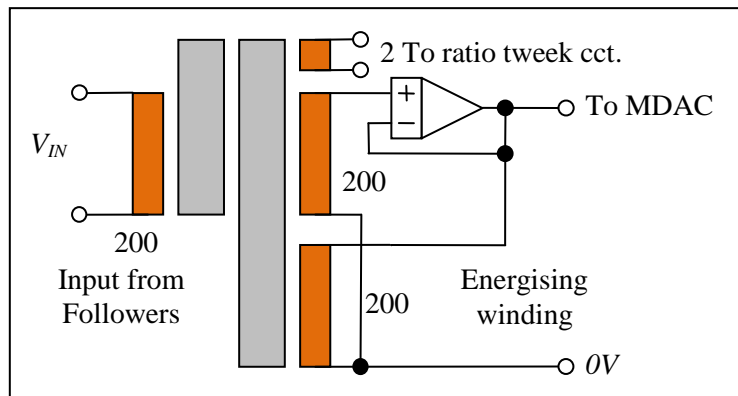 2 To ratio tweek cct.
+
−
To MDAC
V_IN
200
200
Input from
Followers
200
Energising
winding
0V